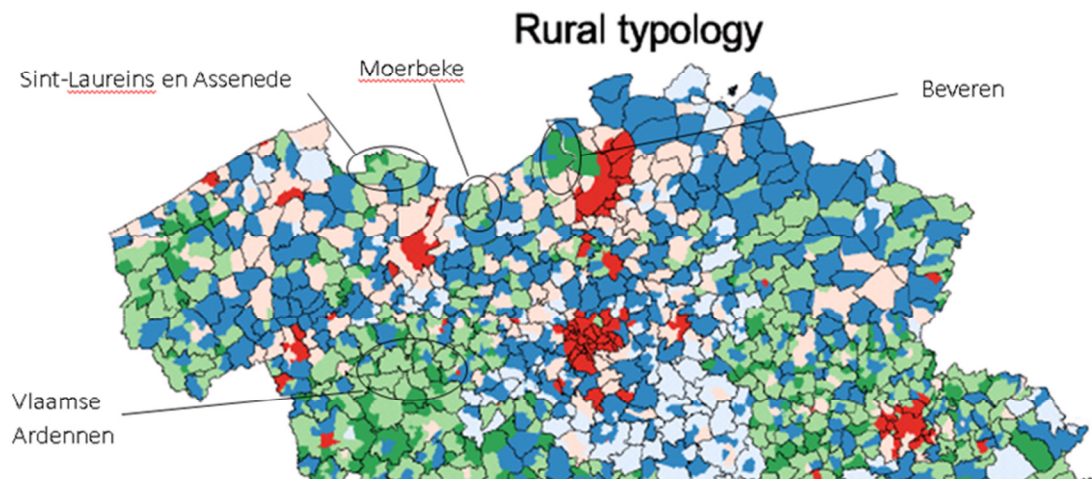 Rural typology
Sint-Laureins en Assenede
Moerbeke
Beveren
Vlaamse
Ardennen